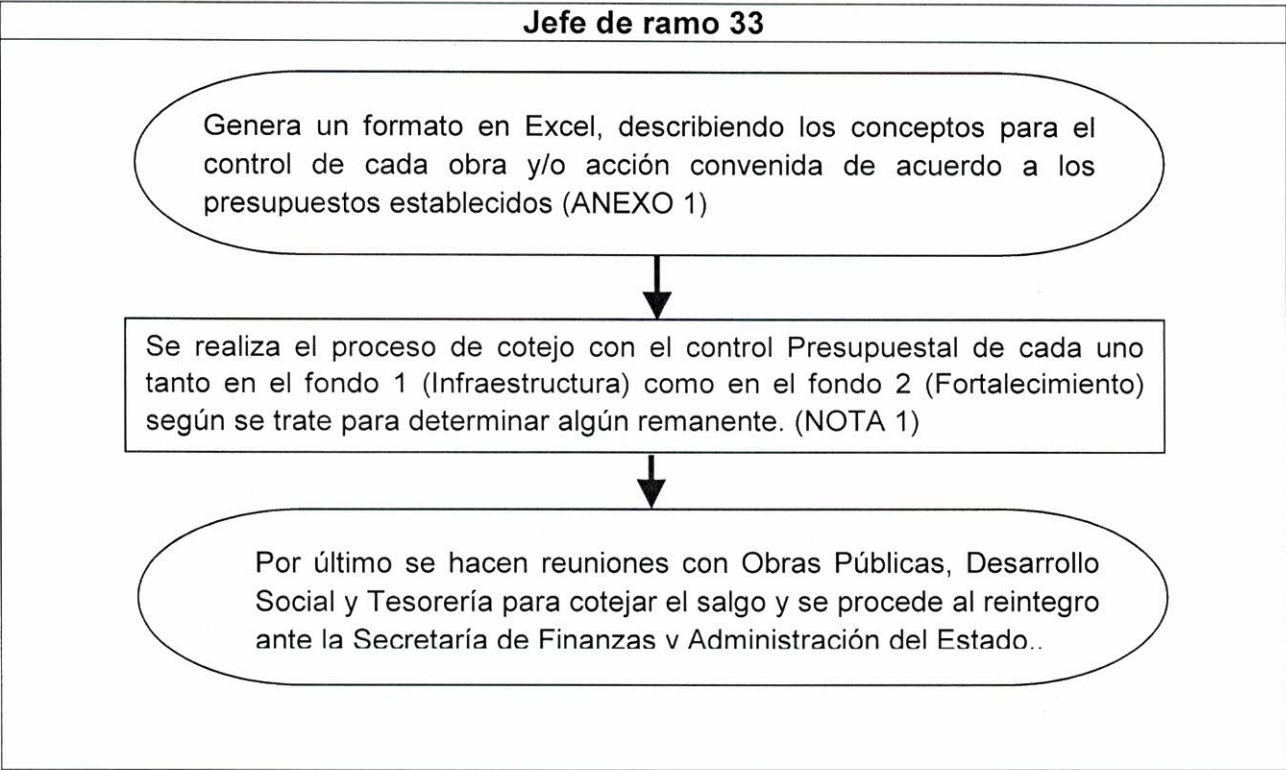 Jefe de ramo 33
Genera un formato en Excel, describiendo los conceptos para el
control de cada obra y/o acción convenida de acuerdo a los
presupuestos establecidos (ANEXO 1)
Se realiza el proceso de cotejo con el control Presupuestal de cada uno
tanto en el fondo 1 (Infraestructura) como en el fondo 2 (Fortalecimiento)
según se trate para determinar algún remanente. (NOTA 1)
Por último se hacen reuniones con Obras Públicas, Desarrollo
Social y Tesorería para cotejar el salgo y se procede al reintegro
ante la Secretaría de Finanzas y Administración del Estado..